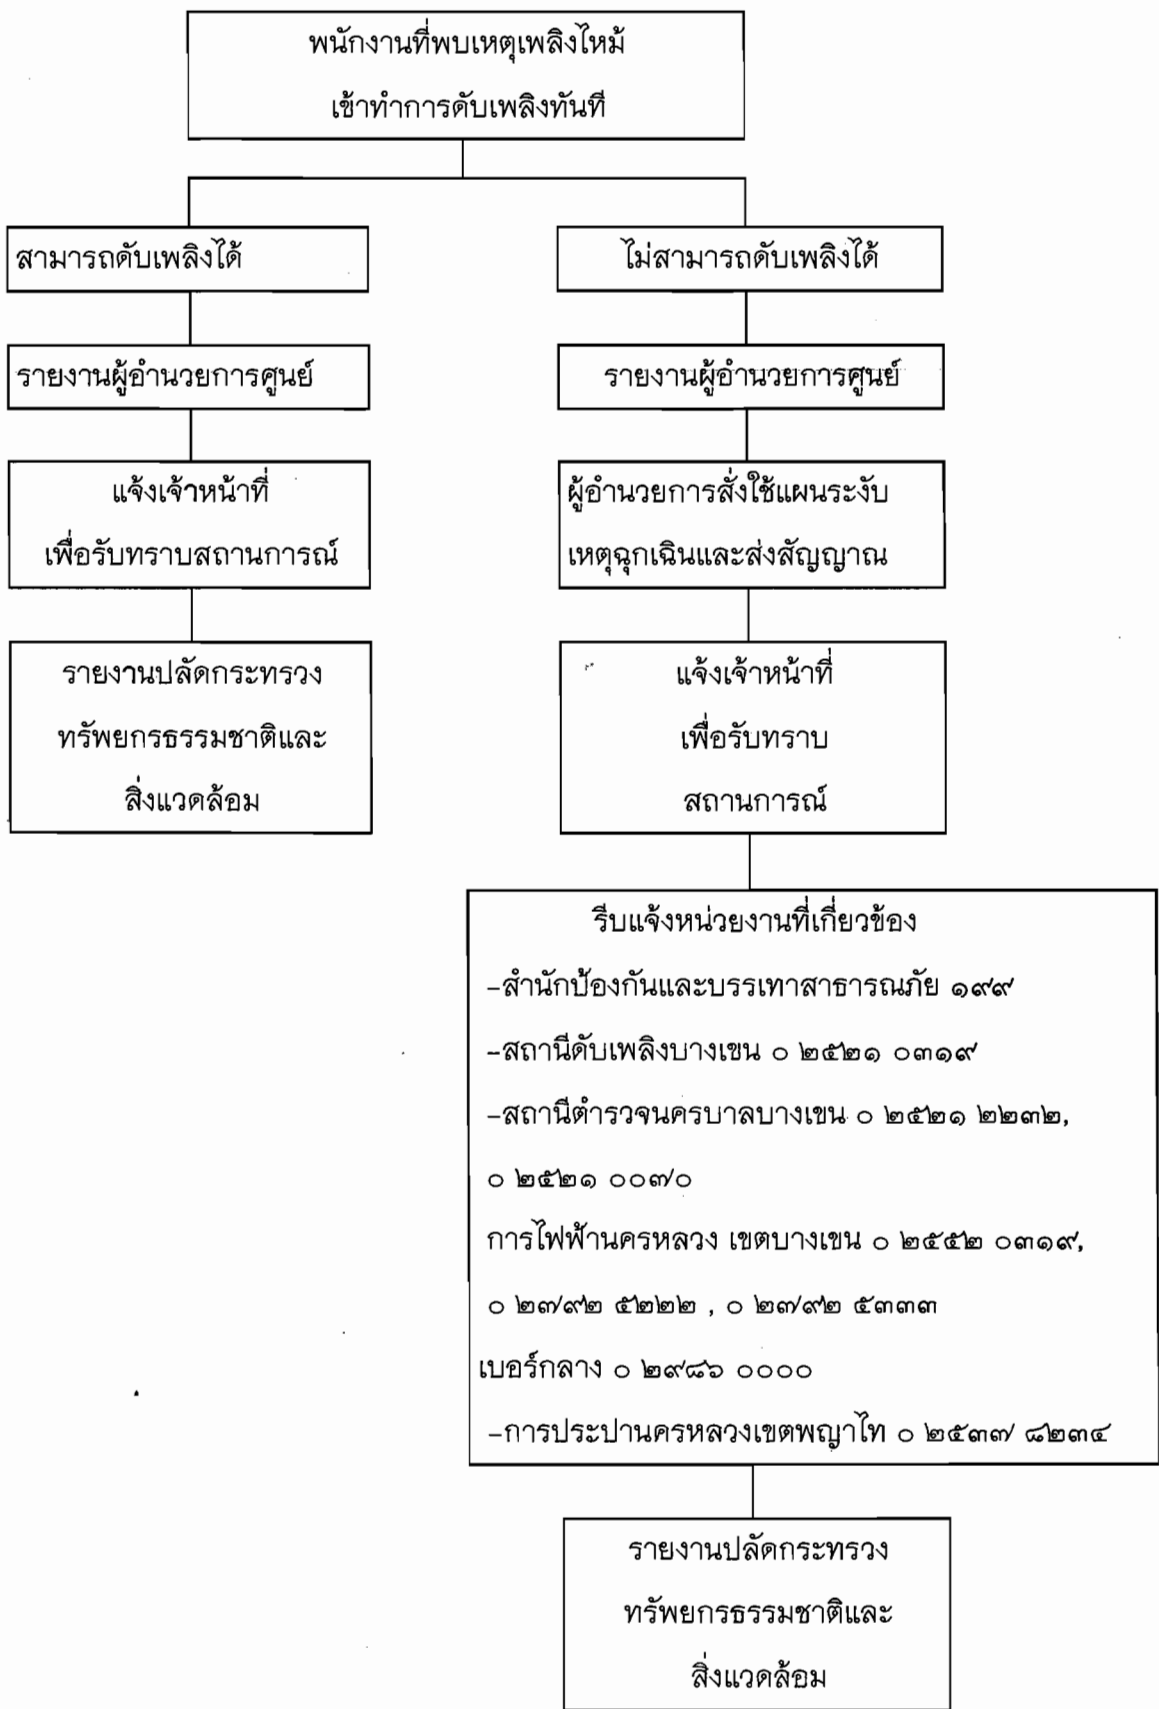 พนักงานที่พบเหตุเพลิงไหม้
เข้าทำการดับเพลิงทันที
สามารถดับเพลิงได้
ไม่สามารถดับเพลิงได้
รายงานผู้อำนวยการศูนย์
รายงานผู้อำนวยการศูนย์
แจ้งเจ้าหน้าที่
เพื่อรับทราบสถานการณ์
ผู้อำนวยการสั่งใช้แผนระงับ
เหตุฉุกเฉินและส่งสัญญาณ
รายงานปลัดกระทรวง
ทรัพยกรธรรมชาติและ
สิ่งแวดล้อม
แจ้งเจ้าหน้าที่
เพื่อรับทราบ
สถานการณ์
รีบแจ้งหน่วยงานที่เกี่ยวข้อง
-สำนักป้องกันและบรรเทาสาธารณภัย ๑๙๙
-สถานีดับเพลิงบางเขน ๐ ๒๕๒๑ ๐๓๑๙
-สถานีตำรวจนครบาลบางเขน ๐ ๒๕๒๑ ๒๒๓๒,
๐ ๒๕๒๑ ๐๐๗๐
การไฟฟ้านครหลวง เขตบางเขน ๐ ๒๕๕๒ ๐๓๑๙,
๐ ๒๗๙๒ ๕๒๒๒ , ๐ ๒๗๙๒ ๕๓๓๓
เบอร์กลาง ๐ ๒๙๘๖ ๐๐๐๐
-การประปานครหลวงเขตพญาไท ๐ ๒๕๓๗ ๘๒๓๔
รายงานปลัดกระทรวง
ทรัพยกรธรรมชาติและ
สิ่งแวดล้อม